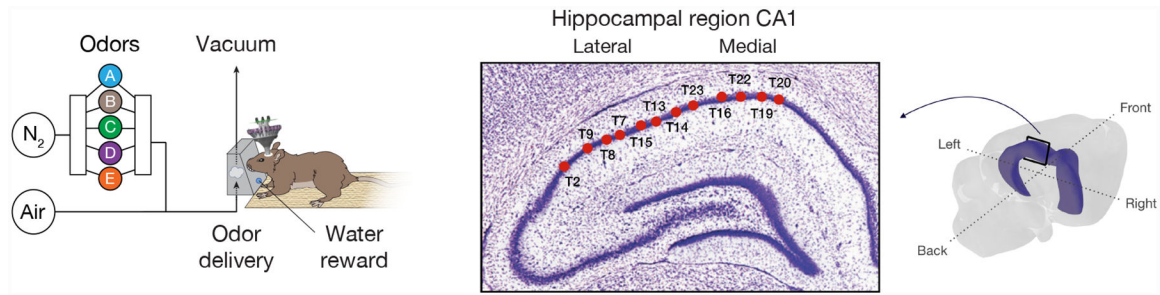 Odors
Vacuum
A
B
C
D
E
N2
Air
Odor
delivery
Water
reward
Hippocampal region CA1
Lateral
Medial
T2
T9
T8
T7
T15
T13
T14
T23
T16
T22
T19
T20
Front
Left
Right
Back